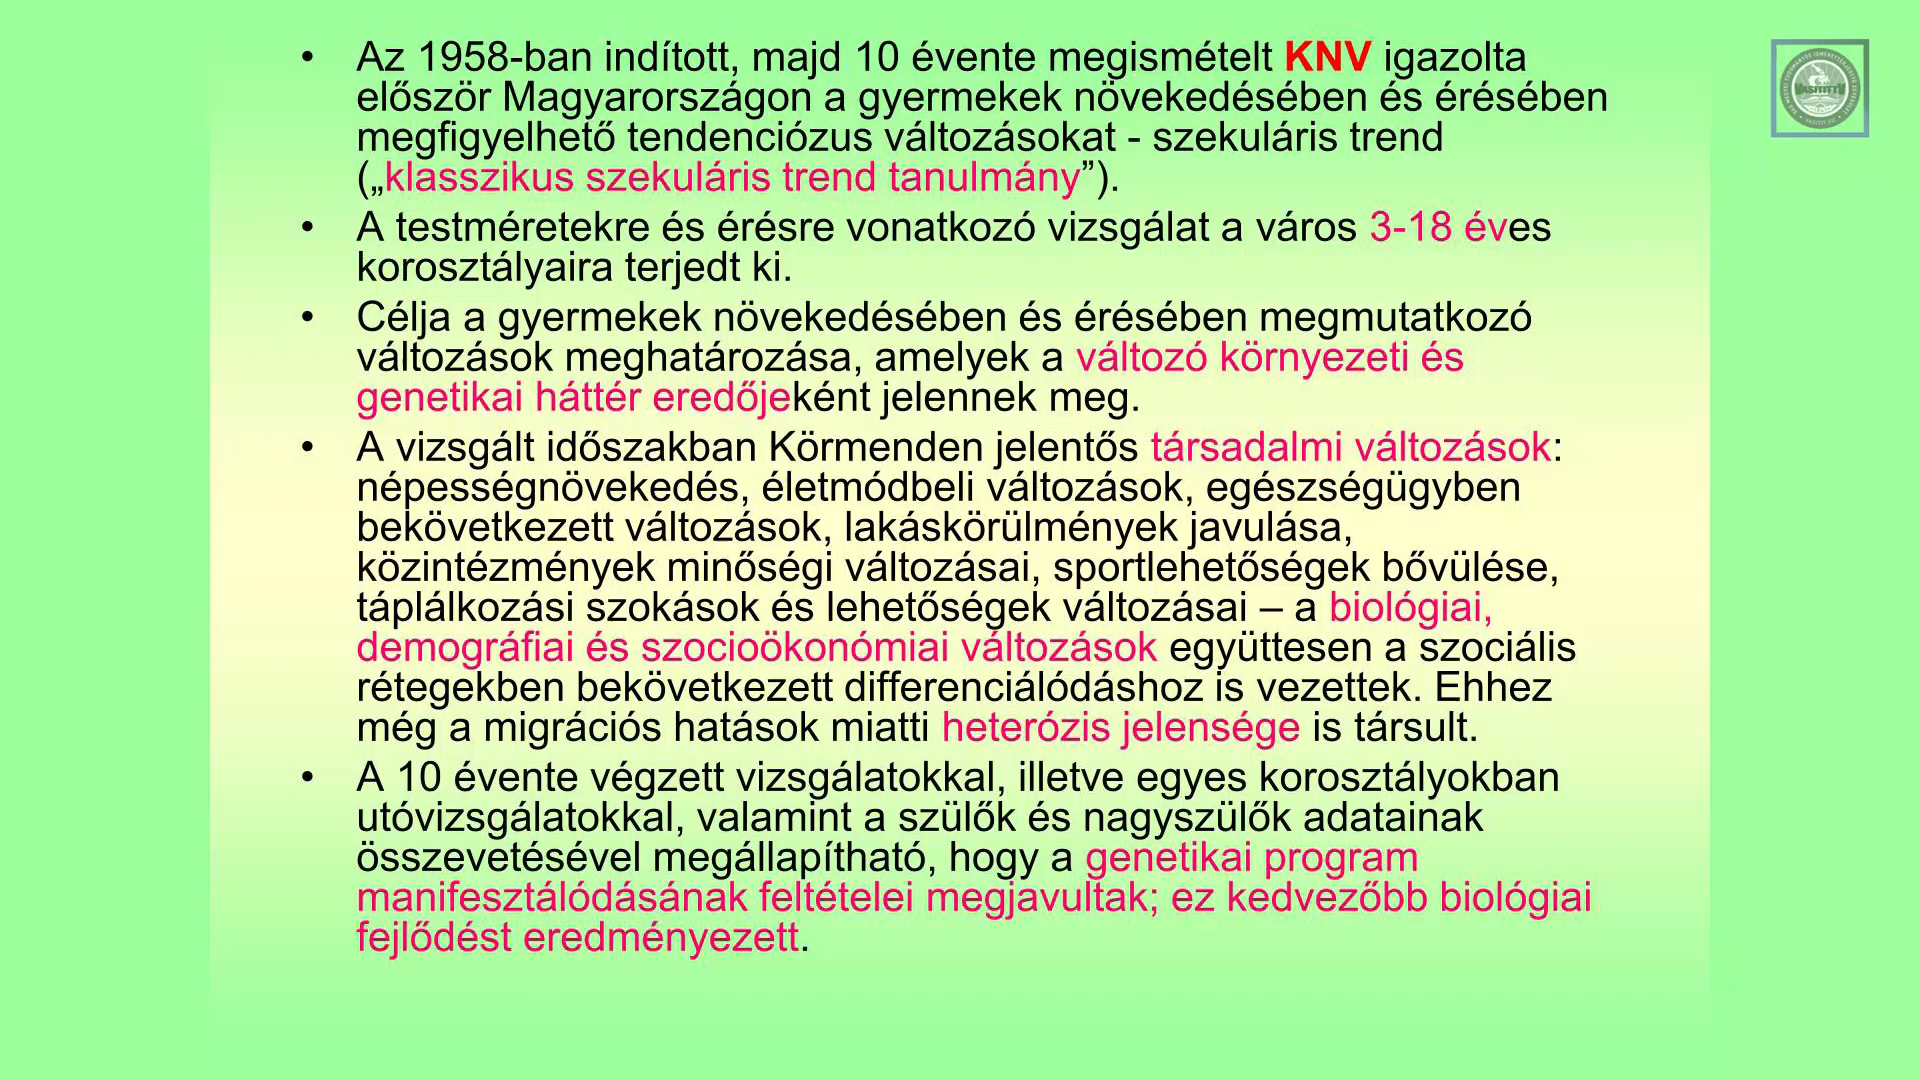 • Az 1958-ban indított, majd 10 évente megismételt KNV igazolta
először Magyarországon a gyermekek növekedésében és érésében
megfigyelhető tendenciózus változásokat - szekuláris trend
(„klasszikus szekuláris trend tanulmány”).
• A testméretekre és érésre vonatkozó vizsgálat a város 3-18 éves
korosztályaira terjedt ki.
• Célja a gyermekek növekedésében és érésében megmutatkozó
változások meghatározása, amelyek a változó környezeti és
genetikai háttér eredőjeként jelennek meg.
• A vizsgált időszakban Körmenden jelentős társadalmi változások:
népességnövekedés, életmódbeli változások, egészségügyben
bekövetkezett változások, lakáskörülmények javulása,
közintézmények minőségi változásai, sportlehetőségek bővülése,
táplálkozási szokások és lehetőségek változásai – a biológiai,
demográfiai és szocioökonómiai változások együttesen a szociális
rétegekben bekövetkezett differenciálódáshoz is vezettek. Ehhez
még a migrációs hatások miatti heterózis jelensége is társult.
• A 10 évente végzett vizsgálatokkal, illetve egyes korosztályokban
utóvizsgálatokkal, valamint a szülők és nagyszülők adatainak
összevetésével megállapítható, hogy a genetikai program
manifesztálódásának feltételei megjavultak; ez kedvezőbb biológiai
fejlődést eredményezett.